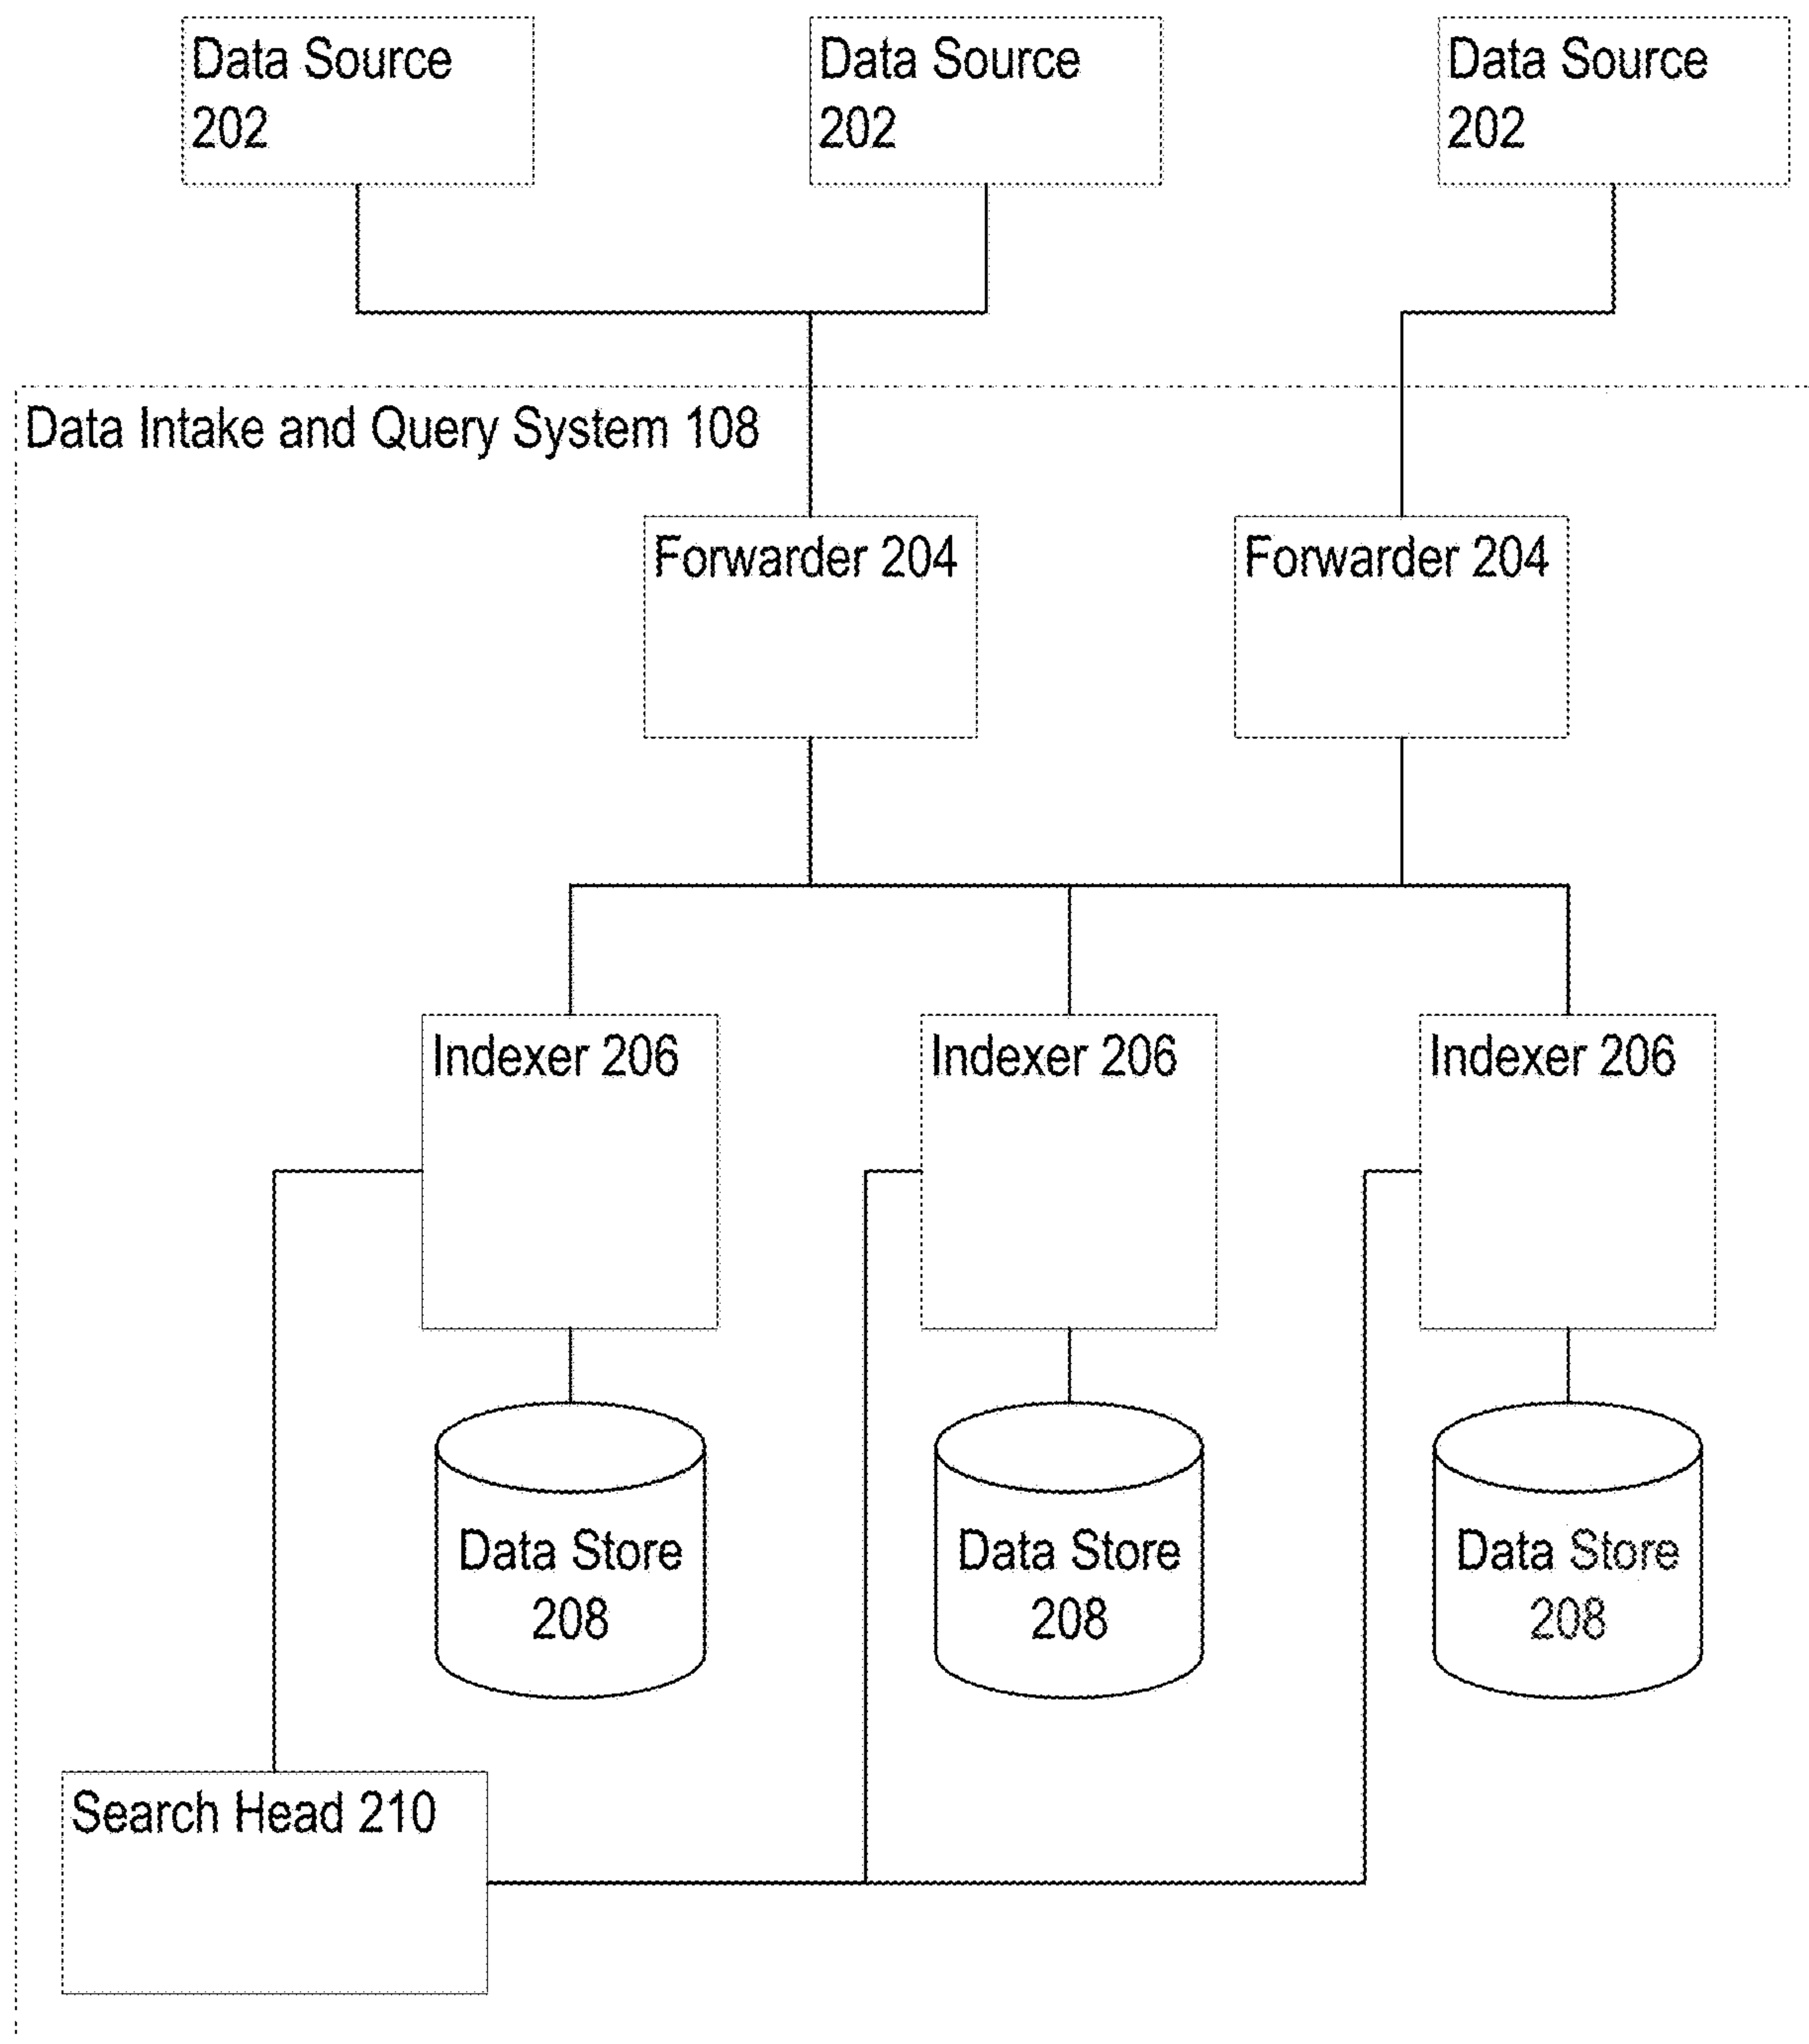 Data Source
202
Data Source
202
Data Source
202
Data Intake and Query System 108
Forwarder 204
Forwarder 204
Indexer 206
Indexer 206
Indexer 206
Data Store
208
Data Store
208
Data Store
208
Search Head 210